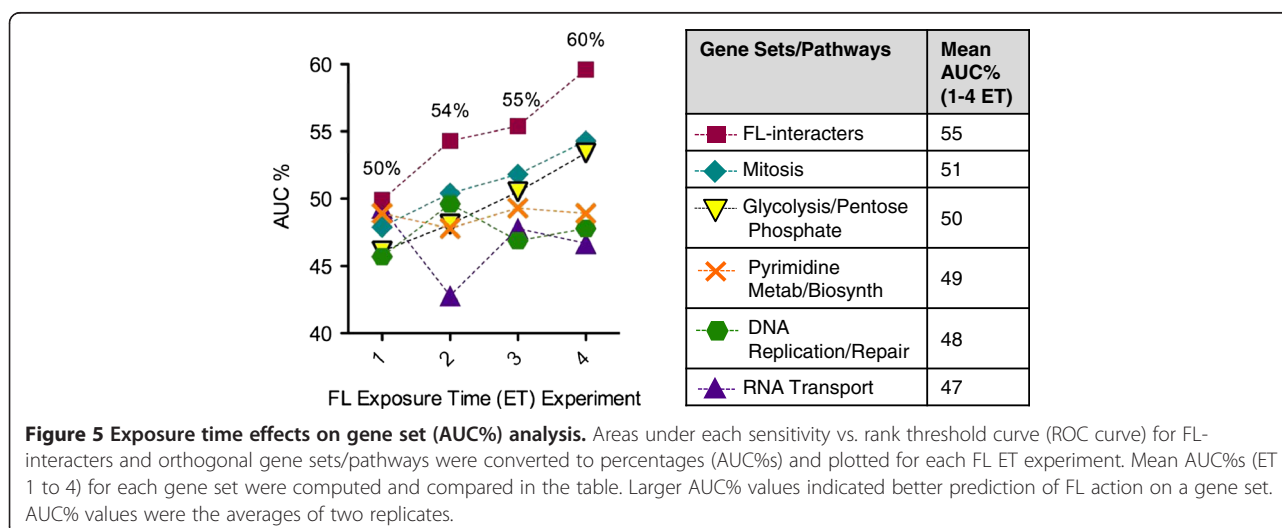 60%
60
54%
55%
55
50%
AUC %
50
45
40
1 2 3 4
FL Exposure Time (ET) Experiment
Gene Sets/Pathways Mean AUC% (1-4 ET)
FL-interacters 55
Mitosis 51
Glycolysis/Pentose Phosphate 50
Pyrimidine Metab/Biosynth 49
DNA Replication/Repair 48
RNA Transport 47
Figure 5 Exposure time effects on gene set (AUC%) analysis. Areas under each sensitivity vs. rank threshold curve (ROC curve) for FL-
interacters and orthogonal gene sets/pathways were converted to percentages (AUC%s) and plotted for each FL ET experiment. Mean AUC%s (ET
1 to 4) for each gene set were computed and compared in the table. Larger AUC% values indicated better prediction of FL action on a gene set.
AUC% values were the averages of two replicates.